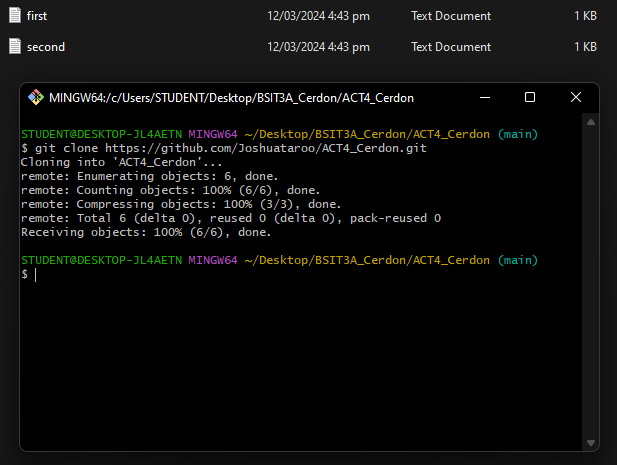 first 12/03/2024 4:43 pm Text Document 1 KB
second 12/03/2024 4:43 pm Text Document 1 KB
MINGW64:/c/Users/STUDENT/Desktop/BSIT3A_Cerdon/ACT4_Cerdon
STUDENT@DESKTOP-JL4AETN MINGW64 ~/Desktop/BSIT3A_Cerdon/ACT4_Cerdon (main)
$ git clone https://github.com/Joshuataroo/ACT4_Cerdon.git
Cloning into 'ACT4_Cerdon'...
remote: Enumerating objects: 6, done.
remote: Counting objects: 100% (6/6), done.
remote: Compressing objects: 100% (3/3), done.
remote: Total 6 (delta 0), reused 0 (delta 0), pack-reused 0
Receiving objects: 100% (6/6), done.
STUDENT@DESKTOP-JL4AETN MINGW64 ~/Desktop/BSIT3A_Cerdon/ACT4_Cerdon (main)
$